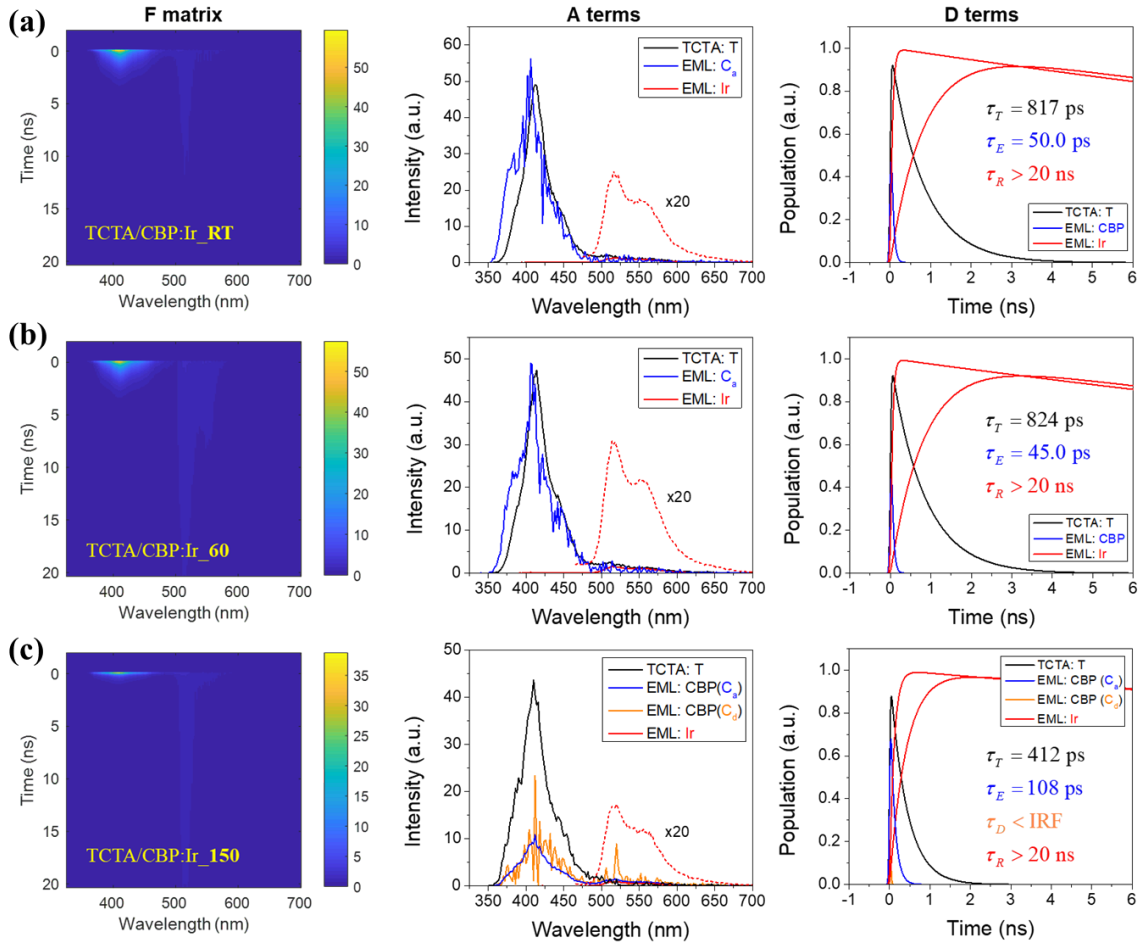 F matrix
A terms
D terms
(a)
0
5
10
15
20
Time (ns)
400
500
600
700
Wavelength (nm)
TCTA/CBP:Ir_RT
50
40
30
20
10
0
60
50
40
30
20
10
0
Intensity (a.u.)
350 400 450 500 550 600 650 700
Wavelength (nm)
TCTA: T
EML: Ca
EML: Ir
x20
1.0
0.8
0.6
0.4
0.2
0.0
Population (a.u.)
-1 0 1 2 3 4 5 6
Time (ns)
τT = 817 ps
τE = 50.0 ps
τR > 20 ns
TCTA: T
EML: CBP
EML: Ir
(b)
0
5
10
15
20
Time (ns)
400
500
600
700
Wavelength (nm)
TCTA/CBP:Ir_60
50
40
30
20
10
0
50
40
30
20
10
0
Intensity (a.u.)
350 400 450 500 550 600 650 700
Wavelength (nm)
TCTA: T
EML: Ca
EML: Ir
x20
1.0
0.8
0.6
0.4
0.2
0.0
Population (a.u.)
-1 0 1 2 3 4 5 6
Time (ns)
τT = 824 ps
τE = 45.0 ps
τR > 20 ns
TCTA: T
EML: CBP
EML: Ir
(c)
0
5
10
15
20
Time (ns)
400
500
600
700
Wavelength (nm)
TCTA/CBP:Ir_150
35
30
25
20
15
10
5
0
50
40
30
20
10
0
Intensity (a.u.)
350 400 450 500 550 600 650 700
Wavelength (nm)
TCTA: T
EML: CBP(Ca)
EML: CBP(Cd)
EML: Ir
x20
1.0
0.8
0.6
0.4
0.2
0.0
Population (a.u.)
-1 0 1 2 3 4 5 6
Time (ns)
TCTA: T
EML: CBP (Ca)
EML: CBP (Cd)
EML: Ir
τT = 412 ps
τE = 108 ps
τD < IRF
τR > 20 ns